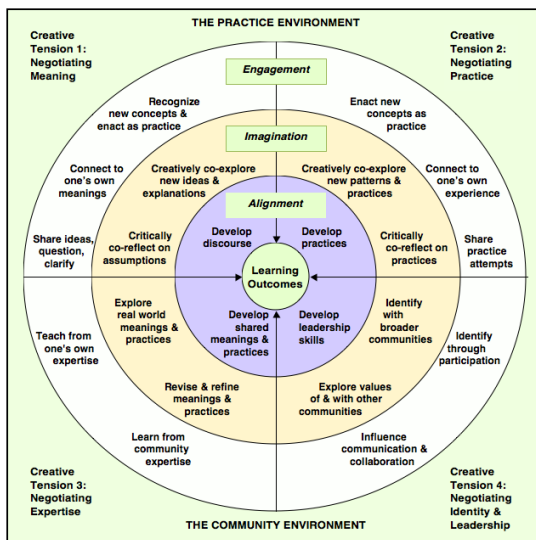 THE PRACTICE ENVIRONMENT
Creative
Tension 1:
Negotiating
Meaning
Creative
Tension 2:
Negotiating
Practice
Engagement
Recognize
new concepts &
enact as practice
Enact new
concepts as
practice
Imagination
Connect to
one's own
meanings
Creatively co-explore
new ideas &
explanations
Creatively co-explore
new patterns &
practices
Connect to
one's own
experience
Alignment
Share ideas,
question,
clarify
Critically
co-reflect on
assumptions
Develop
discourse
Develop
practices
Critically
co-reflect on
practices
Share
practice
attempts
Learning
Outcomes
Teach from
one's own
expertise
Explore
real world
meanings &
practices
Develop
shared
meanings &
practices
Develop
leadership
skills
Identify
with
broader
communities
Identify
through
participation
Revise & refine
meanings &
practices
Explore values
of & with other
communities
Learn from
community
expertise
Influence
communication &
collaboration
Creative
Tension 3:
Negotiating
Expertise
Creative
Tension 4:
Negotiating
Identity &
Leadership
THE COMMUNITY ENVIRONMENT